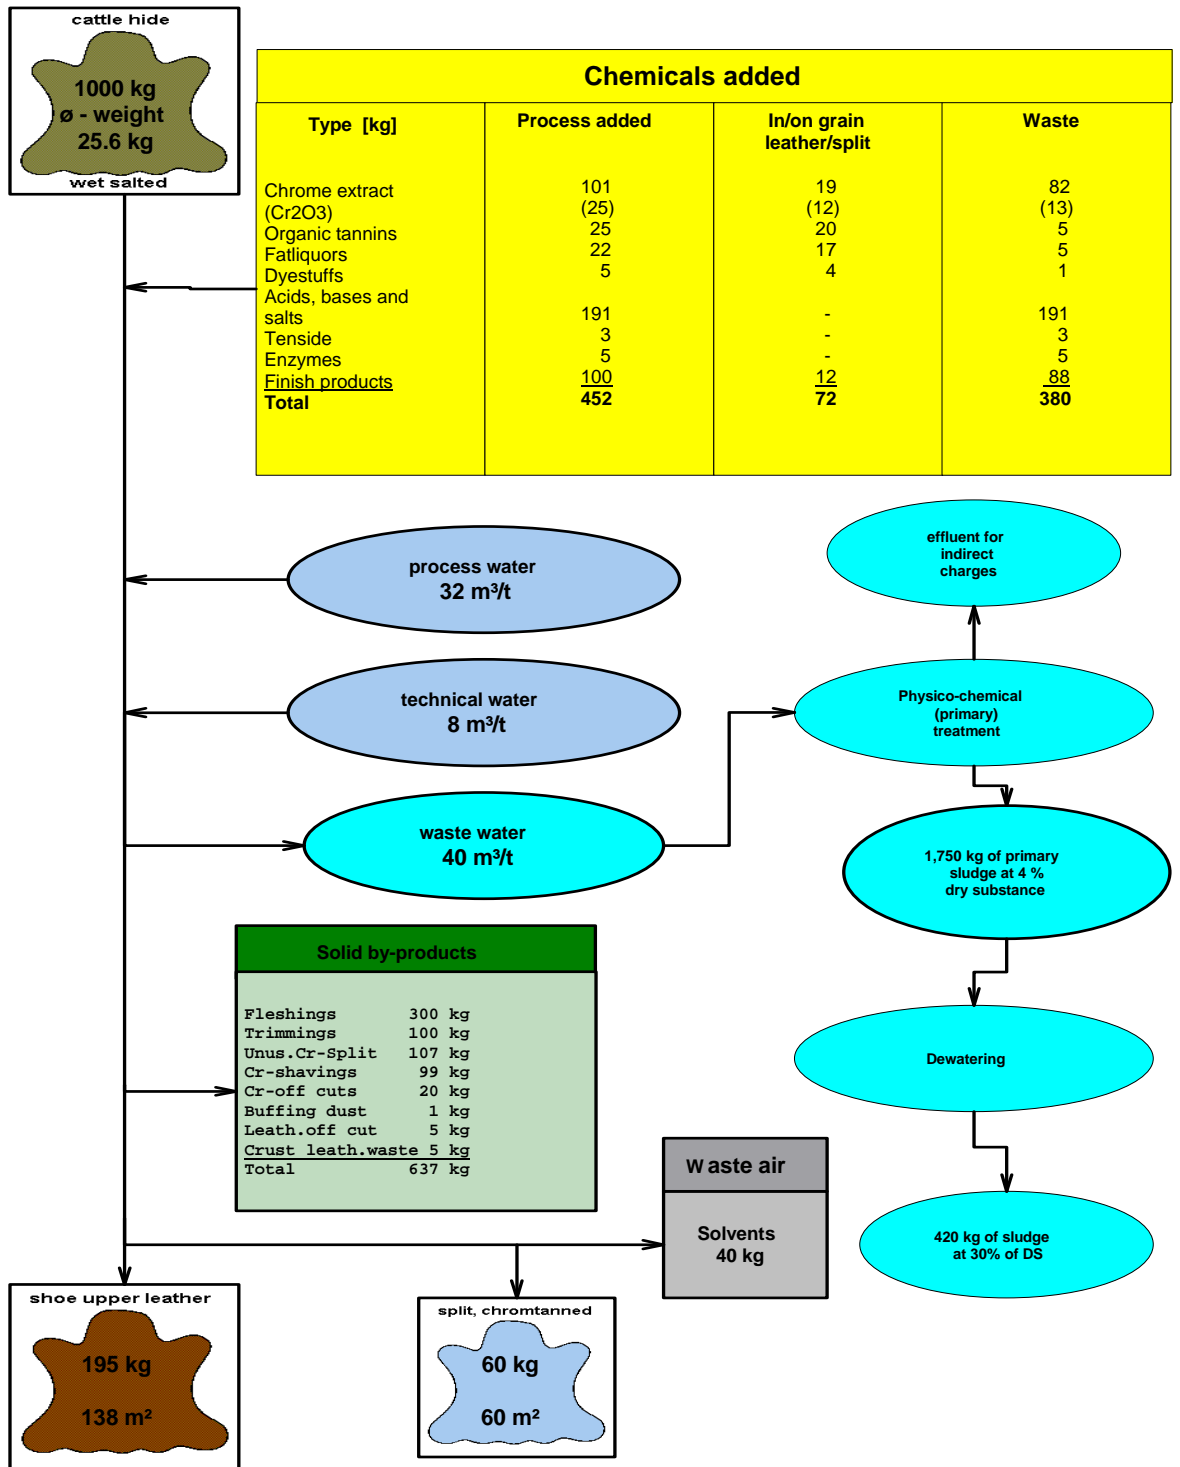 cattle hide
1000 kg
ø - weight
25.6 kg
wet salted
Chemicals added
Type [kg] Process added In/on grain leather/split Waste
Chrome extract 101 19 82
(Cr2O3) (25) (12) (13)
Organic tannins 25 20 5
Fatliquors 22 17 5
Dyestuffs 5 4 1
Acids, bases and
salts 191 - 191
Tenside 3 - 3
Enzymes 5 - 5
Finish products 100 12 88
Total 452 72 380
process water
32 m³/t
technical water
8 m³/t
waste water
40 m³/t
effluent for
indirect
charges
Physico-chemical
(primary)
treatment
1,750 kg of primary
sludge at 4 %
dry substance
Dewatering
420 kg of sludge
at 30% of DS
Solid by-products
Fleshings 300 kg
Trimmings 100 kg
Unus.Cr-Split 107 kg
Cr-shavings 99 kg
Cr-off cuts 20 kg
Buffing dust 1 kg
Leath.off cut 5 kg
Crust leath.waste 5 kg
Total 637 kg
Waste air
Solvents
40 kg
shoe upper leather
195 kg
138 m²
split, chromtanned
60 kg
60 m²